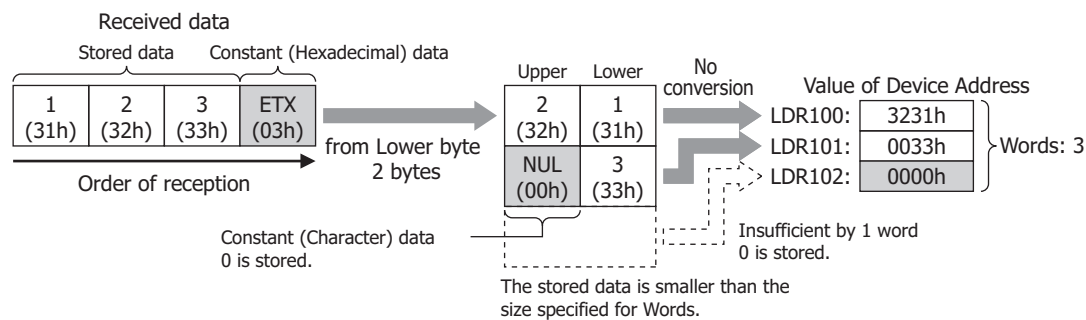 Received data
Stored data
Constant (Hexadecimal) data
1
(31h)
2
(32h)
3
(33h)
ETX
(03h)
Order of reception
from Lower byte
2 bytes
Upper
Lower
2
(32h)
1
(31h)
NUL
(00h)
3
(33h)
Constant (Character) data
0 is stored.
The stored data is smaller than the
size specified for Words.
No
conversion
Insufficient by 1 word
0 is stored.
Value of Device Address
LDR100: 3231h
LDR101: 0033h
LDR102: 0000h
Words: 3